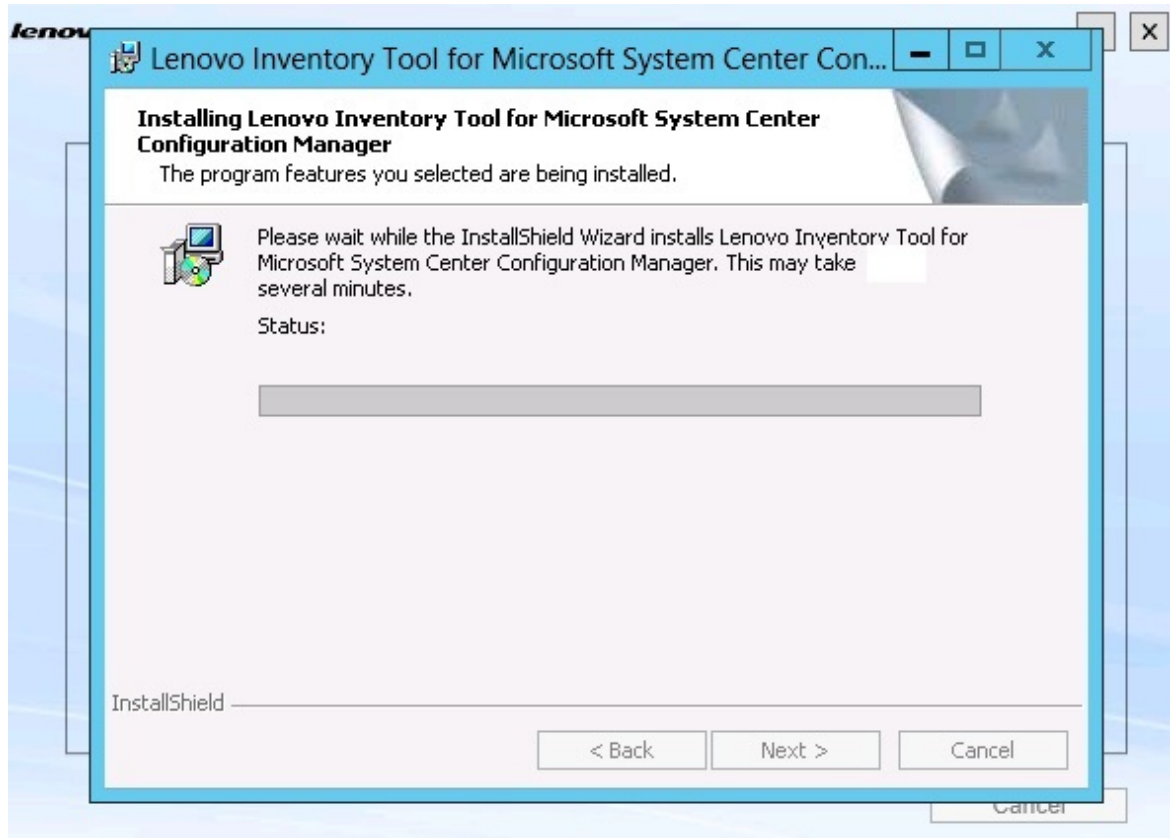 lenov
Lenovo Inventory Tool for Microsoft System Center Con...
X
x
Installing Lenovo Inventory Tool for Microsoft System Center
Configuration Manager
The program features you selected are being installed.
Please wait while the InstallShield Wizard installs Lenovo Inventory Tool for
Microsoft System Center Configuration Manager. This may take
several minutes.
Status:
InstallShield
< Back
Next >
Cancel
Cancel